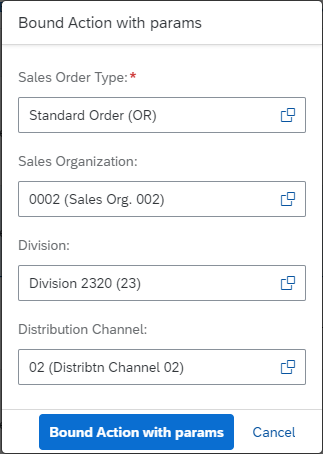 Bound Action with params
Sales Order Type:*
Standard Order (OR)
Sales Organization:
0002 (Sales Org. 002)
Division:
Division 2320 (23)
Distribution Channel:
02 (Distribtn Channel 02)
Bound Action with params Cancel